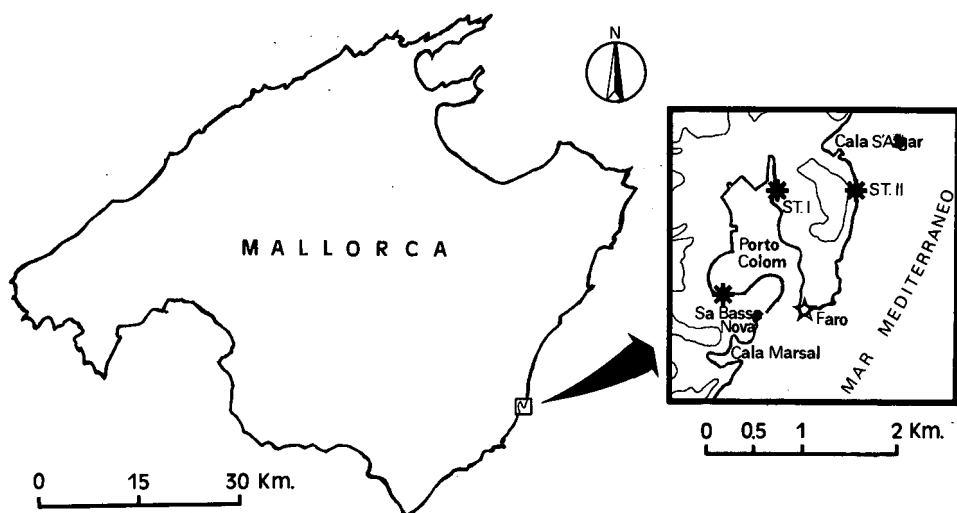 N
MALLORCA
Cala S'Algar
ST. I
ST. II
Porto
Colom
Sa Bassa
Nova
Faro
Cala Marsal
MAR MEDITERRANEO
0 0.5 1 2 Km.
0 15 30 Km.